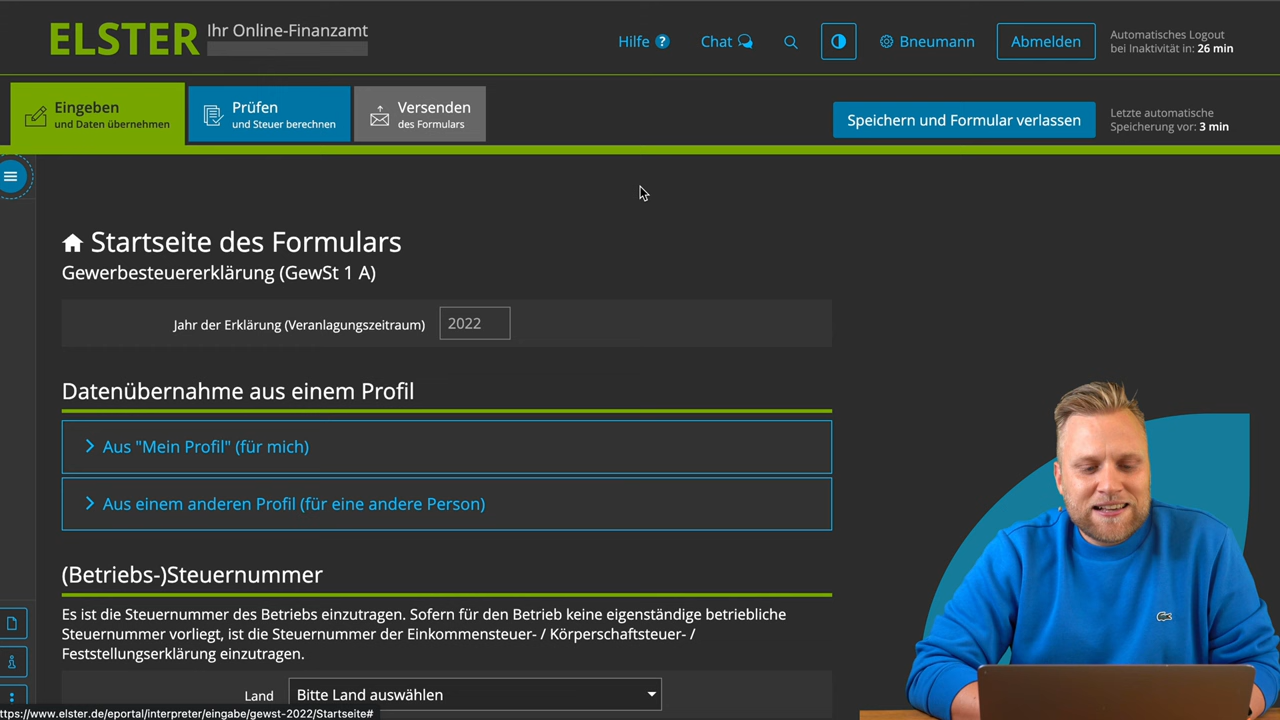 ELSTER
Ihr Online-Finanzamt
Hilfe ?
Chat
Bneumann
Abmelden
Automatisches Logout
bei Inaktivität in: 26 min
Eingeben
und Daten übernehmen
Prüfen
und Steuer berechnen
Versenden
des Formulars
Speichern und Formular verlassen
Letzte automatische
Speicherung vor: 3 min
Startseite des Formulars
Gewerbesteuererklärung (GewSt 1 A)
Jahr der Erklärung (Veranlagungszeitraum)
2022
Datenübernahme aus einem Profil
Aus "Mein Profil" (für mich)
Aus einem anderen Profil (für eine andere Person)
(Betriebs-)Steuernummer
Es ist die Steuernummer des Betriebs einzutragen. Sofern für den Betrieb keine eigenständige betriebliche
Steuernummer vorliegt, ist die Steuernummer der Einkommensteuer- / Körperschaftsteuer- /
Feststellungserklärung einzutragen.
Land
Bitte Land auswählen
ttps://www.elster.de/eportal/interpreter/eingabe/gewst-2022/Startseite#